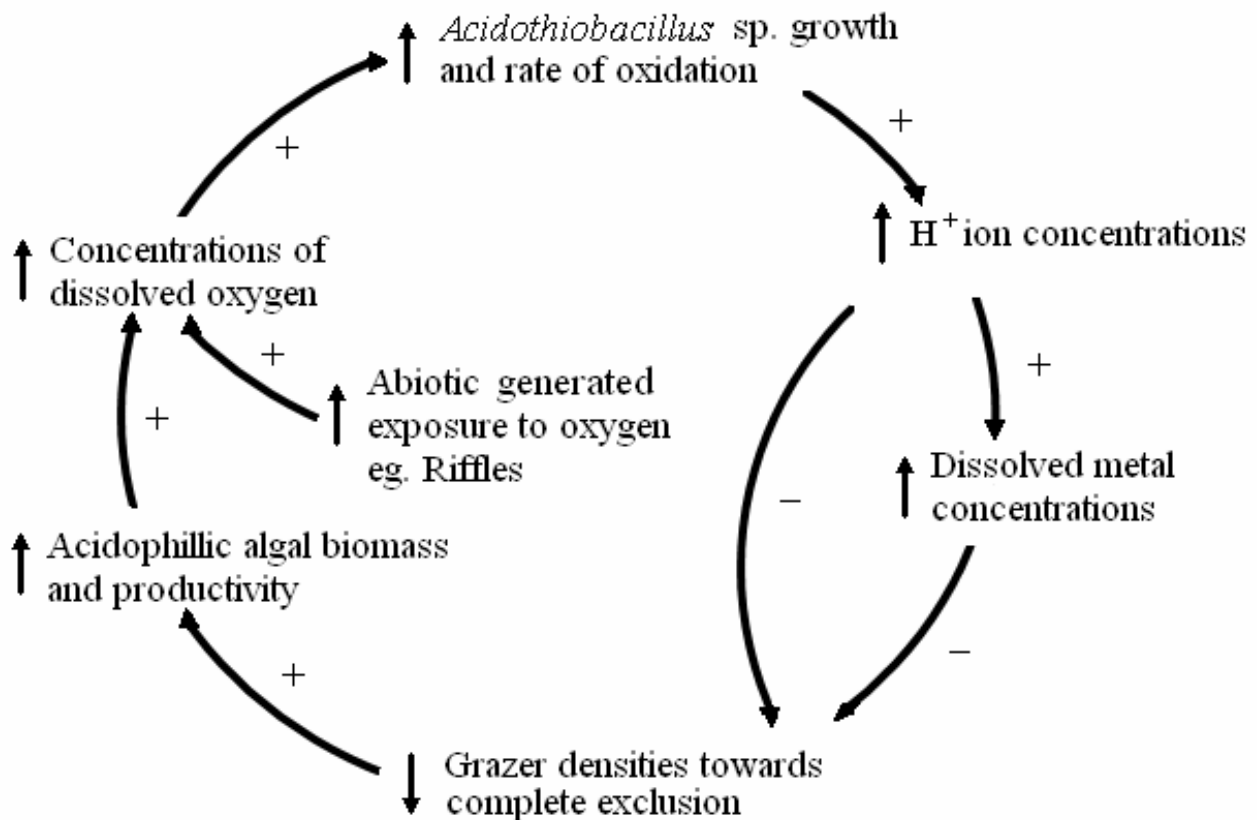 Acidothiobacillus sp. growth
and rate of oxidation
+
+
H+ ion concentrations
Concentrations of
dissolved oxygen
+
+
Abiotic generated
exposure to oxygen
eg. Riffles
+
Dissolved metal
concentrations
−
Acidophillic algal biomass
and productivity
+
−
Grazer densities towards
complete exclusion